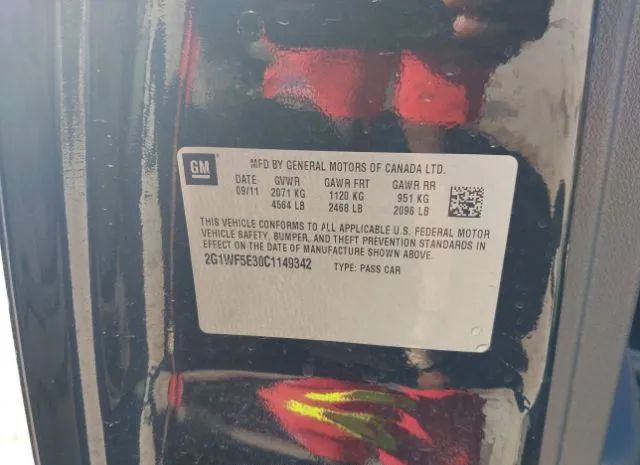 GM
MFD BY GENERAL MOTORS OF CANADA LTD.
DATE GVWR GAWR FRT GAWR RR
09/11 2071 KG 1120 KG 951 KG
4564 LB 2468 LB 2096 LB
THIS VEHICLE CONFORMS TO ALL APPLICABLE U.S. FEDERAL MOTOR
VEHICLE SAFETY, BUMPER, AND THEFT PREVENTION STANDARDS IN
EFFECT ON THE DATE OF MANUFACTURE SHOWN ABOVE.
2G1WF5E30C1149342 TYPE: PASS CAR